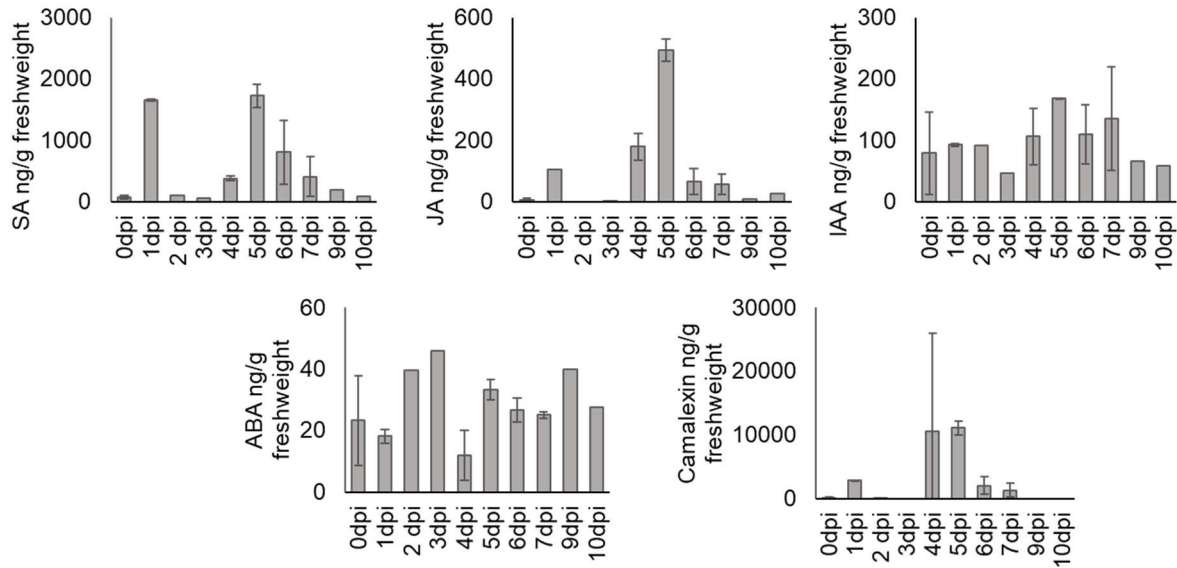 SA ng/g freshweight
3000
2000
1000
0
0dpi
1dpi
2 dpi
3dpi
4dpi
5dpi
6dpi
7dpi
9dpi
10dpi
JA ng/g freshweight
600
400
200
0
0dpi
1dpi
2 dpi
3dpi
4dpi
5dpi
6dpi
7dpi
9dpi
10dpi
IAA ng/g freshweight
300
200
100
0
0dpi
1dpi
2 dpi
3dpi
4dpi
5dpi
6dpi
7dpi
9dpi
10dpi
ABA ng/g
freshweight
60
40
20
0
0dpi
1dpi
2 dpi
3dpi
4dpi
5dpi
6dpi
7dpi
9dpi
10dpi
Camalexin ng/g
freshweight
30000
20000
10000
0
0dpi
1dpi
2 dpi
3dpi
4dpi
5dpi
6dpi
7dpi
9dpi
10dpi